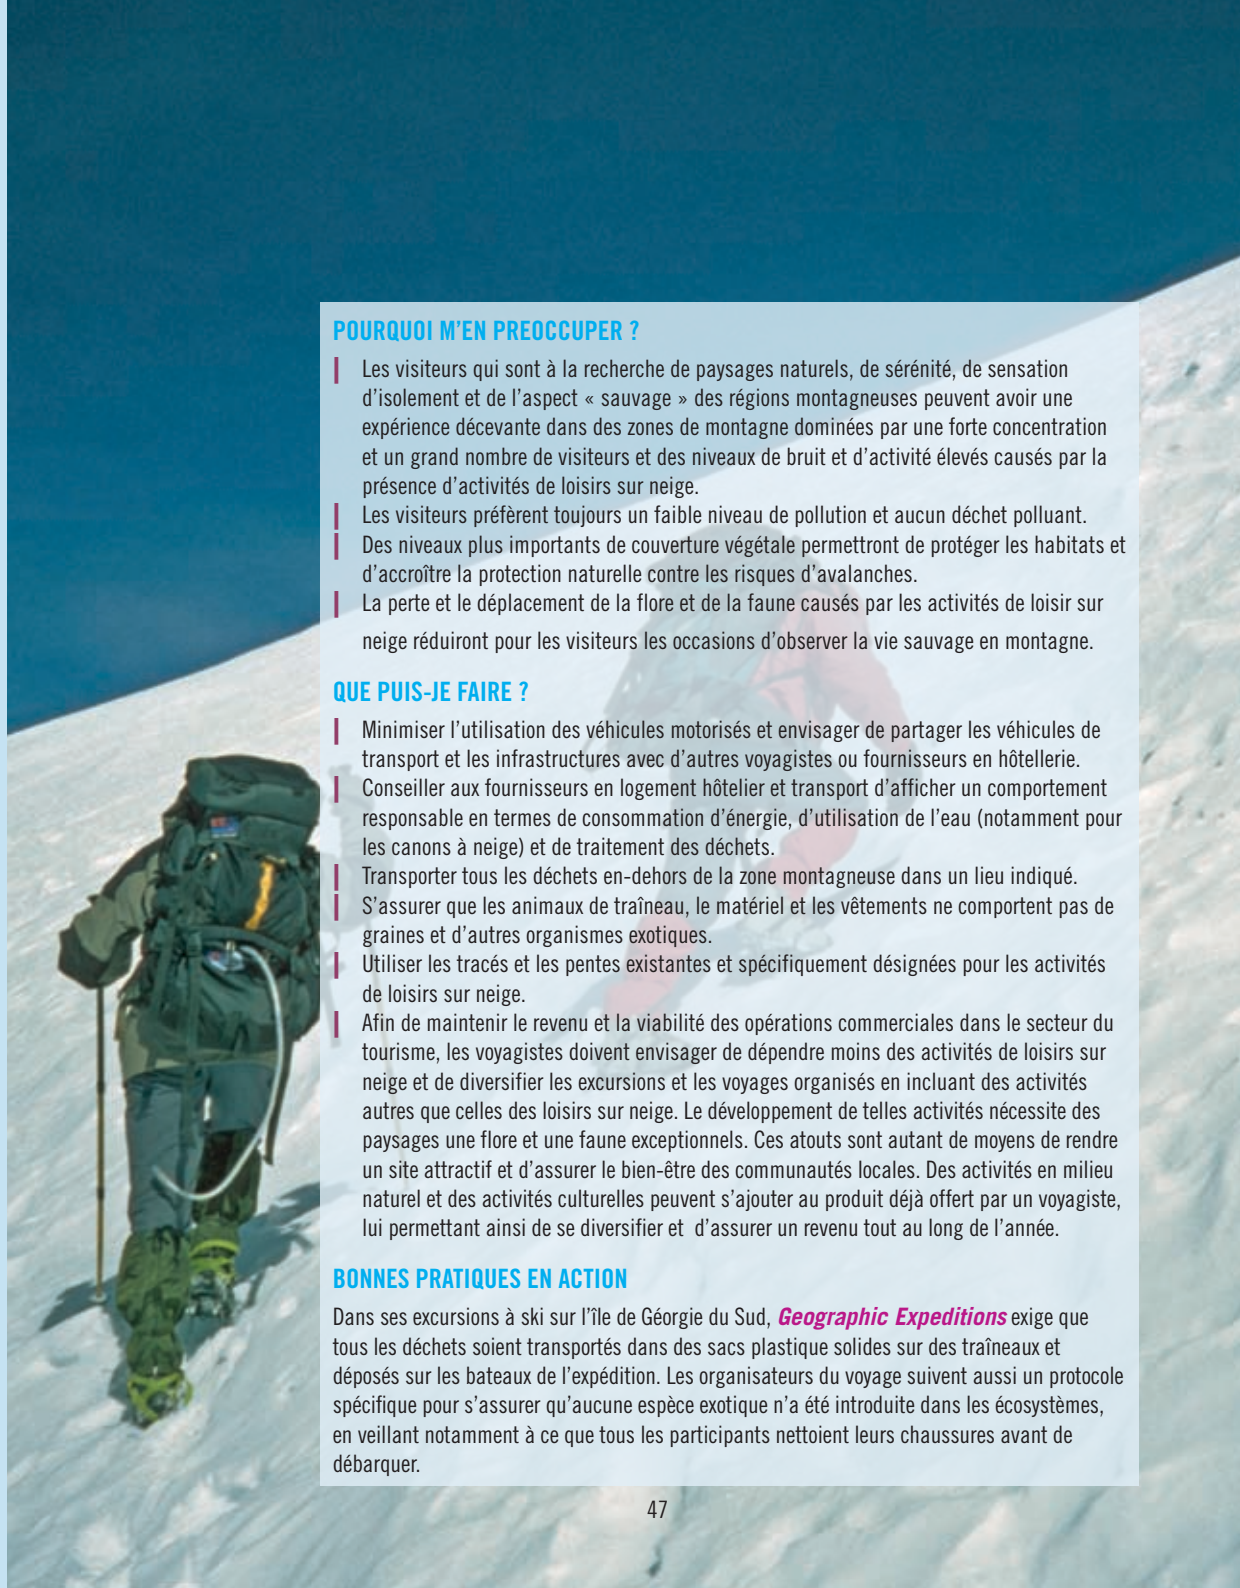 POURQUOI M'EN PREOCCUPER ?
Les visiteurs qui sont à la recherche de paysages naturels, de sérénité, de sensation
d'isolement et de l'aspect « sauvage » des régions montagneuses peuvent avoir une
expérience décevante dans des zones de montagne dominées par une forte concentration
et un grand nombre de visiteurs et des niveaux de bruit et d'activité élevés causés par la
présence d'activités de loisirs sur neige.
Les visiteurs préfèrent toujours un faible niveau de pollution et aucun déchet polluant.
Des niveaux plus importants de couverture végétale permettront de protéger les habitats et
d'accroître la protection naturelle contre les risques d'avalanches.
La perte et le déplacement de la flore et de la faune causés par les activités de loisir sur
neige réduiront pour les visiteurs les occasions d'observer la vie sauvage en montagne.
QUE PUIS-JE FAIRE ?
Minimiser l'utilisation des véhicules motorisés et envisager de partager les véhicules de
transport et les infrastructures avec d'autres voyagistes ou fournisseurs en hôtellerie.
Conseiller aux fournisseurs en logement hôtelier et transport d'afficher un comportement
responsable en termes de consommation d'énergie, d'utilisation de l'eau (notamment pour
les canons à neige) et de traitement des déchets.
Transporter tous les déchets en-dehors de la zone montagneuse dans un lieu indiqué.
S'assurer que les animaux de traîneau, le matériel et les vêtements ne comportent pas de
graines et d'autres organismes exotiques.
Utiliser les tracés et les pentes existantes et spécifiquement désignées pour les activités
de loisirs sur neige.
Afin de maintenir le revenu et la viabilité des opérations commerciales dans le secteur du
tourisme, les voyagistes doivent envisager de dépendre moins des activités de loisirs sur
neige et de diversifier les excursions et les voyages organisés en incluant des activités
autres que celles des loisirs sur neige. Le développement de telles activités nécessite des
paysages une flore et une faune exceptionnels. Ces atouts sont autant de moyens de rendre
un site attractif et d'assurer le bien-être des communautés locales. Des activités en milieu
naturel et des activités culturelles peuvent s'ajouter au produit déjà offert par un voyagiste,
lui permettant ainsi de se diversifier et d'assurer un revenu tout au long de l'année.
BONNES PRATIQUES EN ACTION
Dans ses excursions à ski sur l'île de Géorgie du Sud, Geographic Expeditions exige que
tous les déchets soient transportés dans des sacs plastique solides sur des traîneaux et
déposés sur les bateaux de l'expédition. Les organisateurs du voyage suivent aussi un protocole
spécifique pour s'assurer qu'aucune espèce exotique n'a été introduite dans les écosystèmes,
en veillant notamment à ce que tous les participants nettoient leurs chaussures avant de
débarquer.
47